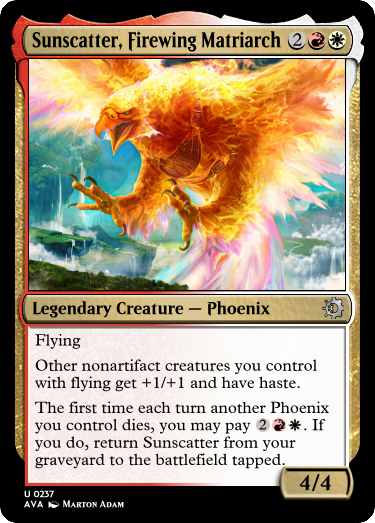 Sunscatter, Firewing Matriarch 2
Legendary Creature — Phoenix
Flying
Other nonartifact creatures you control
with flying get +1/+1 and have haste.
The first time each turn another Phoenix
you control dies, you may pay 2. If
you do, return Sunscatter from your
graveyard to the battlefield tapped.
4/4
U 0237
AVA Marton Adam